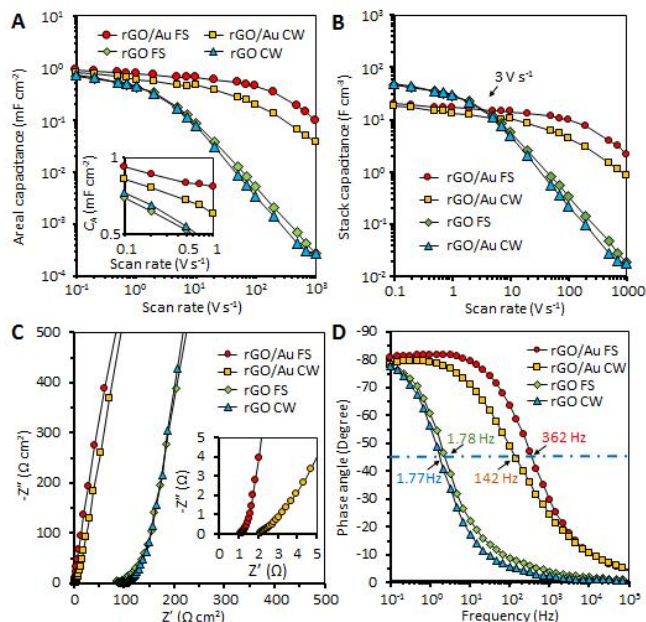 A
rGO/Au FS
rGO/Au CW
rGO FS
rGO CW
Areal capacitance (mF cm⁻²)
10¹
10⁰
10⁻¹
10⁻²
10⁻³
10⁻⁴
C_A (mF cm⁻²)
1
0.5
0.1
1
Scan rate (V s⁻¹)
10⁻¹
10⁰
10¹
10²
10³
Scan rate (V s⁻¹)
B
Stack capacdtance (F cm⁻³)
10³
10²
10¹
10⁰
10⁻¹
10⁻²
3 V s⁻¹
rGO/Au FS
rGO/Au CW
rGO FS
rGO/Au CW
0.1
1
10
100
1000
Scan rate (V s⁻¹)
C
-Z″ (Ω cm²)
500
400
300
200
100
0
rGO/Au FS
rGO/Au CW
rGO FS
rGO CW
-Z″ (Ω)
5
4
3
2
1
0
0 1 2 3 4 5
Z′ (Ω)
0
100
200
300
400
500
Z′ (Ω cm²)
D
Phase angle (Degree)
-90
-80
-70
-60
-50
-40
-30
-20
-10
0
rGO/Au FS
rGO/Au CW
rGO FS
rGO CW
1.78 Hz
362 Hz
1.77Hz
142 Hz
10⁻¹ 10⁰ 10¹ 10² 10³ 10⁴ 10⁵
Frequency (Hz)